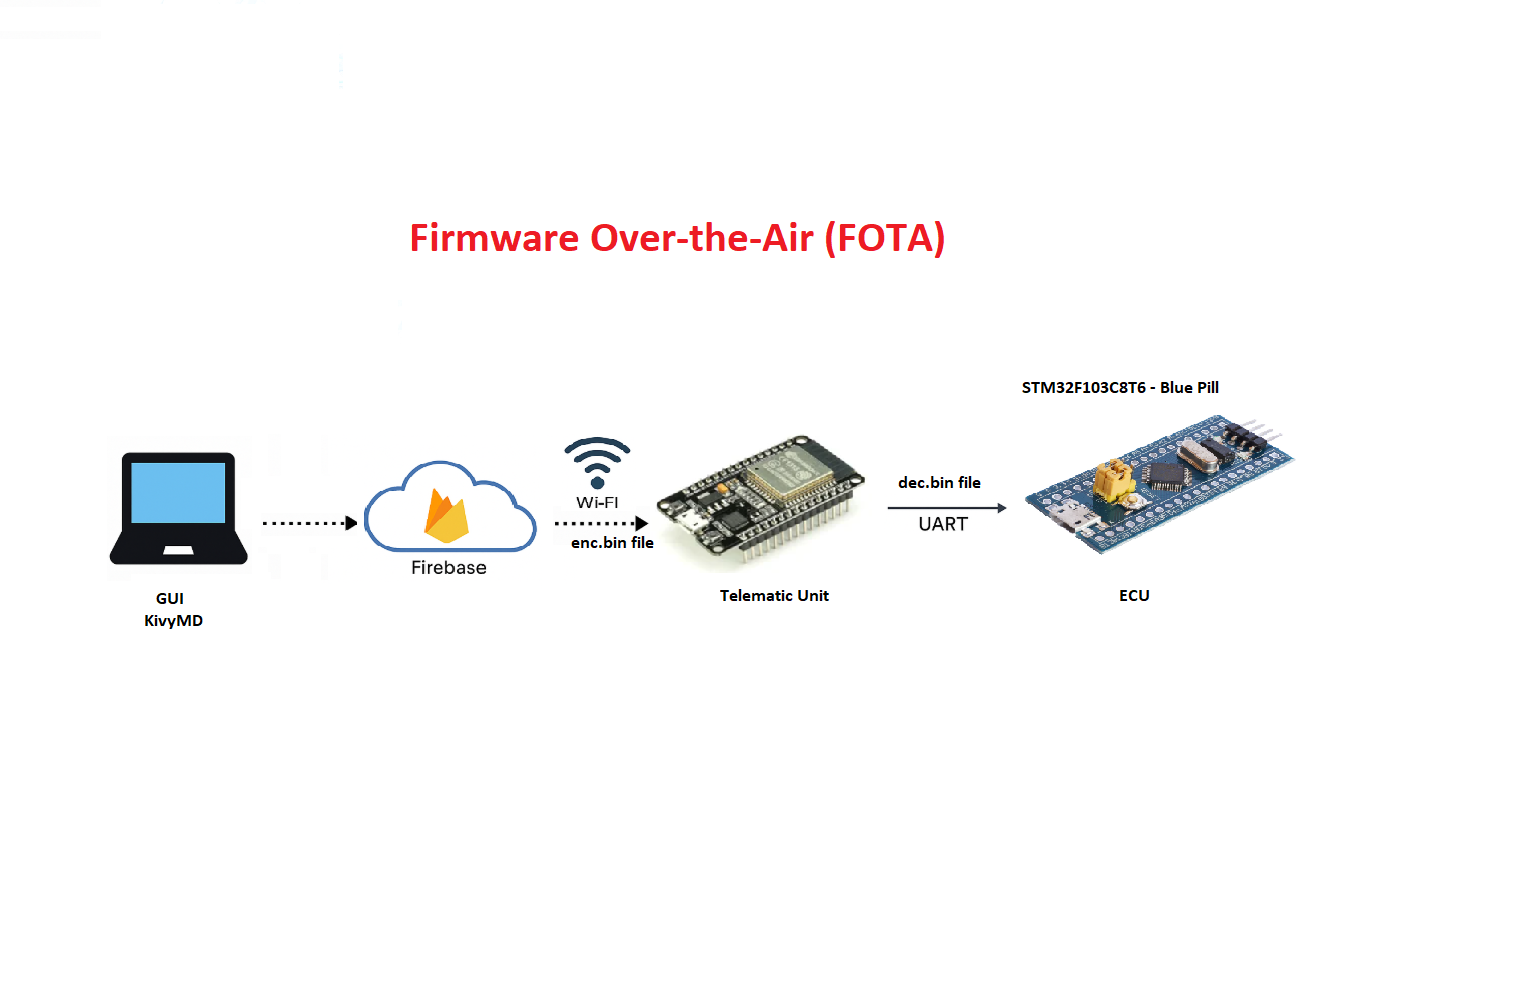 Firmware Over-the-Air (FOTA)
STM32F103C8T6 - Blue Pill
Wi-FI
enc.bin file
dec.bin file
UART
Firebase
Telematic Unit
ECU
GUI
KivyMD